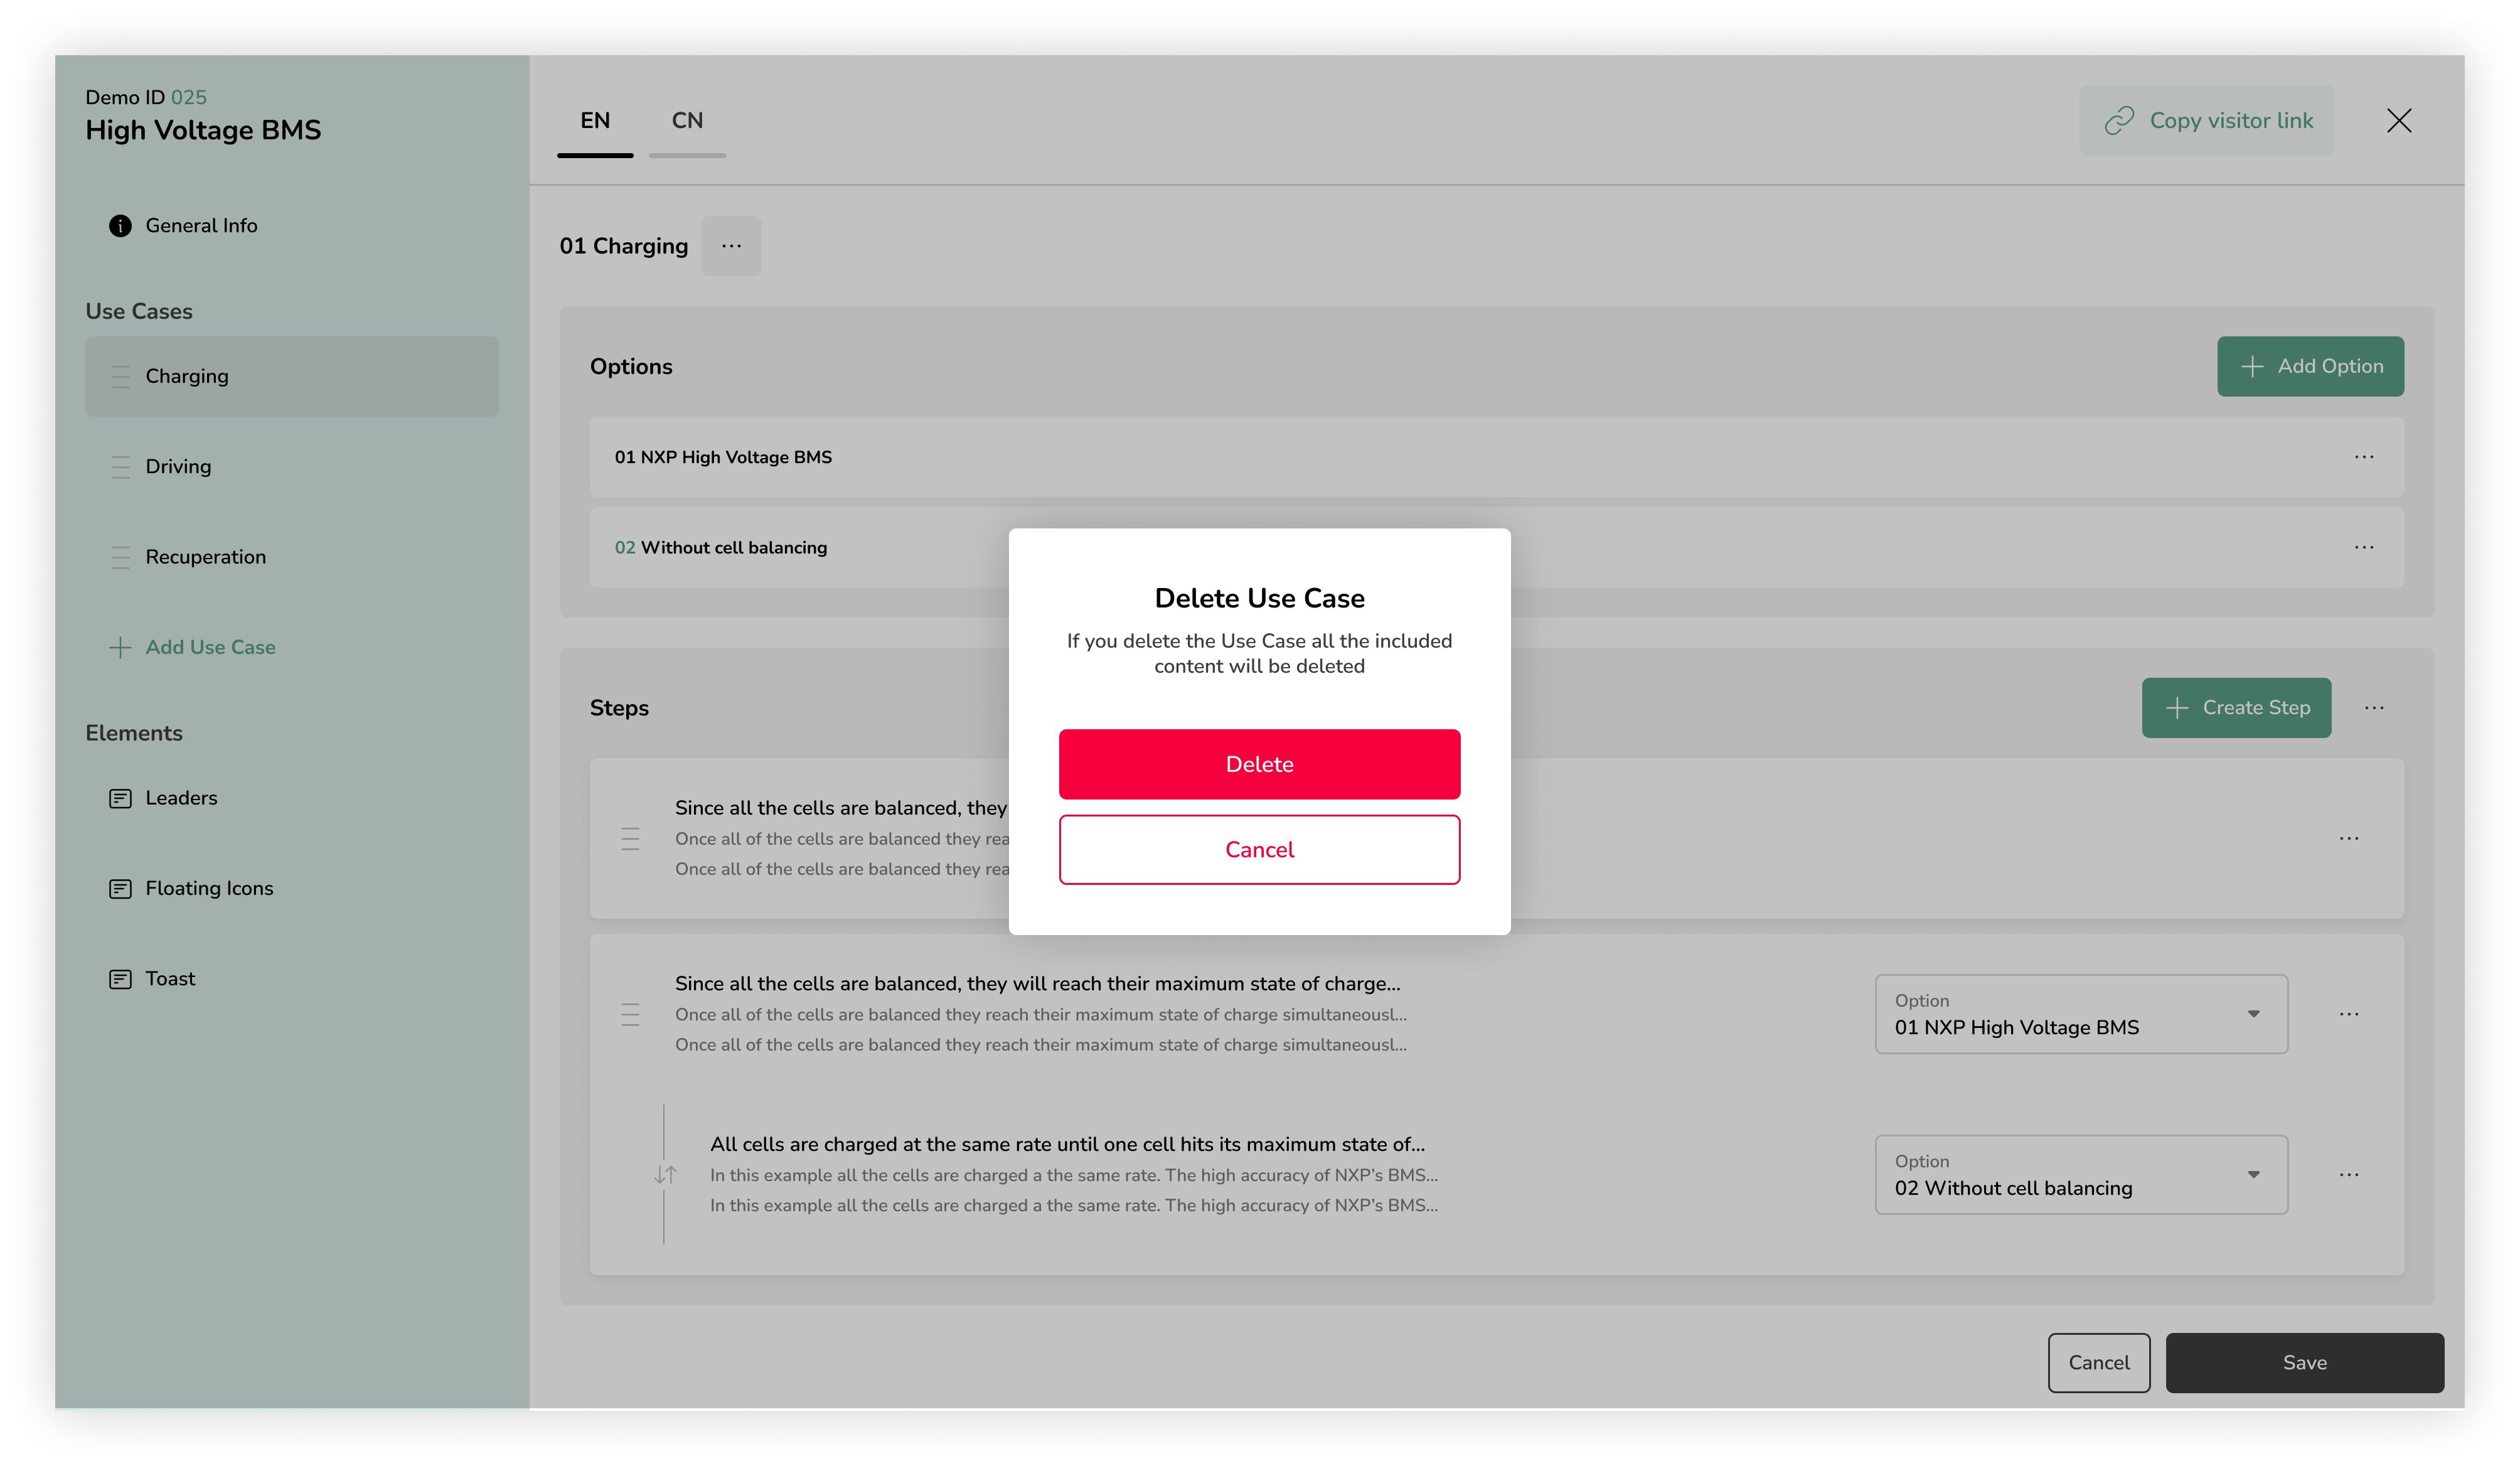 Demo ID 025
High Voltage BMS
General Info
Use Cases
Charging
Driving
Recuperation
Add Use Case
Elements
Leaders
Floating Icons
Toast
EN
CN
Copy visitor link
01 Charging
Options
Add Option
01 NXP High Voltage BMS
02 Without cell balancing
Steps
Create Step
Since all the cells are balanced, they
Once all of the cells are balanced they rea
Once all of the cells are balanced they rea
Since all the cells are balanced, they will reach their maximum state of charge...
Once all of the cells are balanced they reach their maximum state of charge simultaneousl...
Once all of the cells are balanced they reach their maximum state of charge simultaneousl...
Option
01 NXP High Voltage BMS
All cells are charged at the same rate until one cell hits its maximum state of...
In this example all the cells are charged a the same rate. The high accuracy of NXP's BMS...
In this example all the cells are charged a the same rate. The high accuracy of NXP's BMS...
Option
02 Without cell balancing
Cancel
Save
Delete Use Case
If you delete the Use Case all the included
content will be deleted
Delete
Cancel